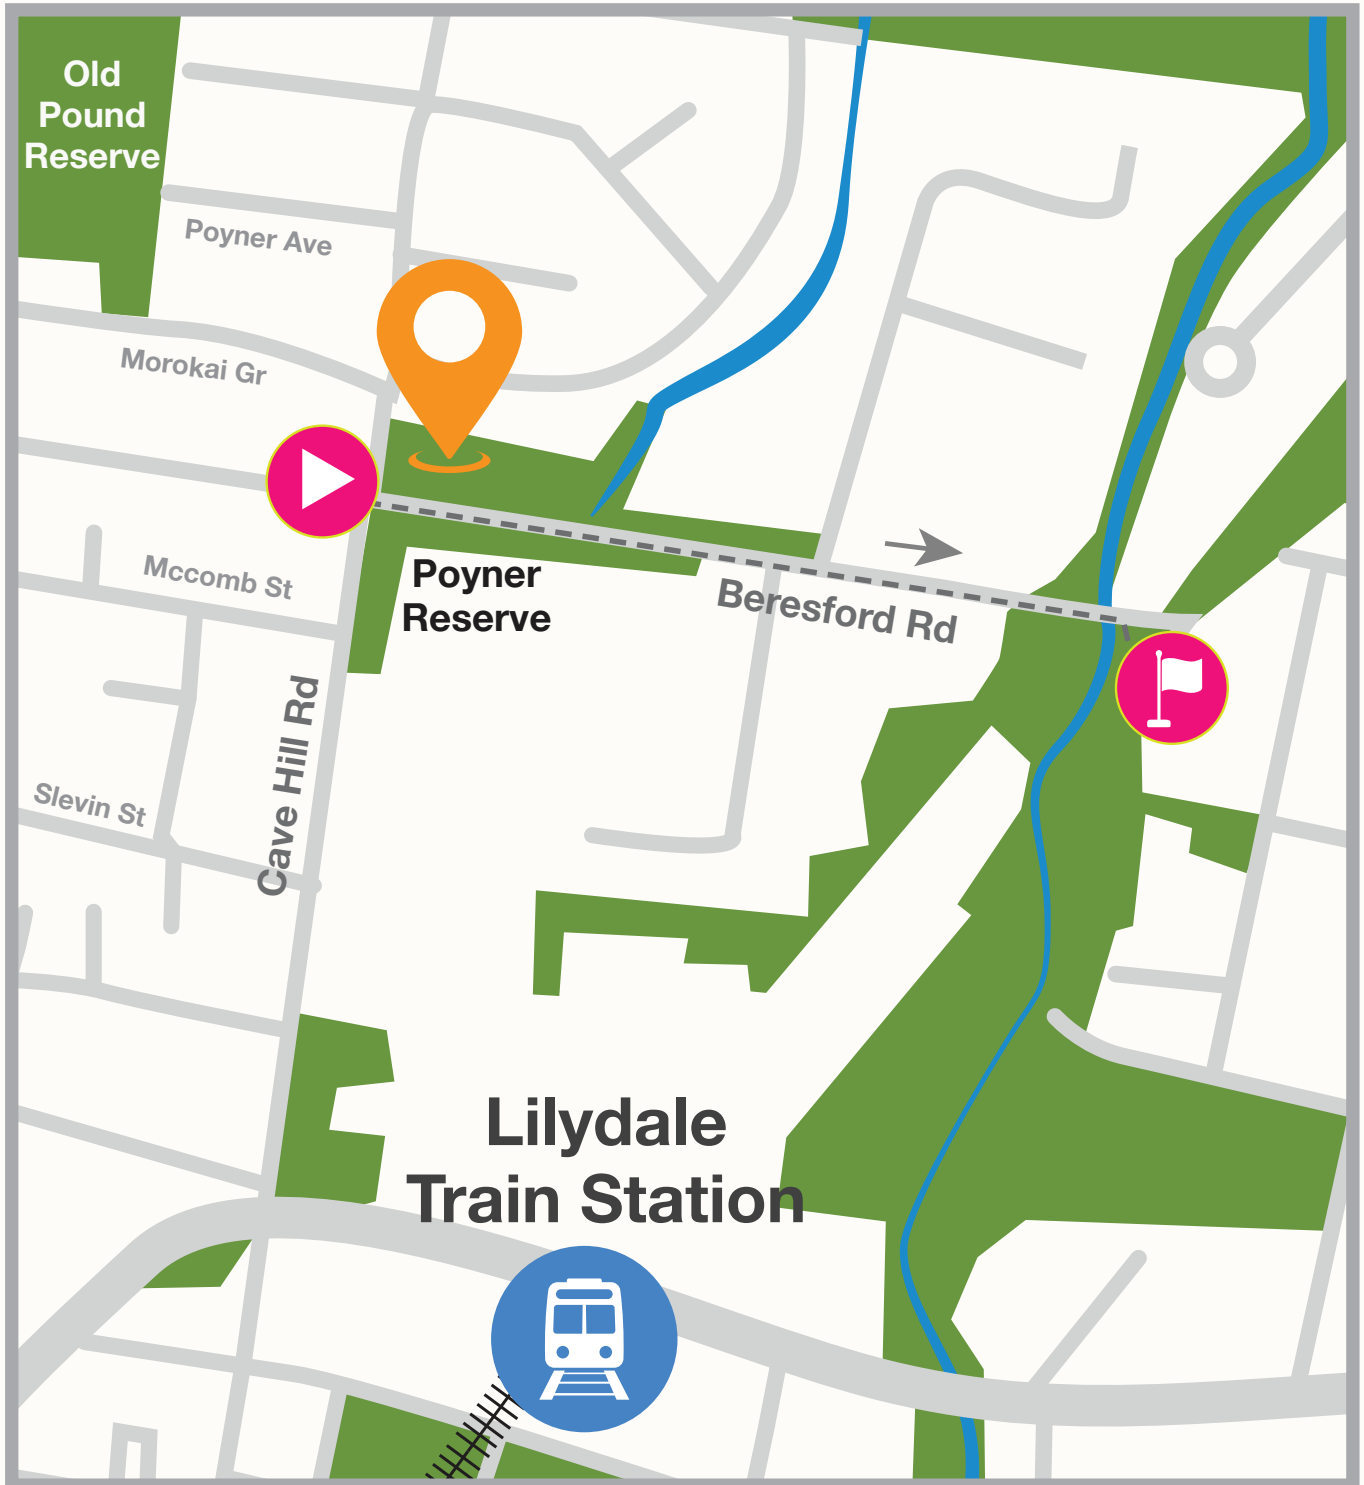 Old
Pound
Reserve
Poyner Ave
Morokai Gr
Mccomb St
Poyner
Reserve
Beresford Rd
Cave Hill Rd
Slevin St
Lilydale
Train Station